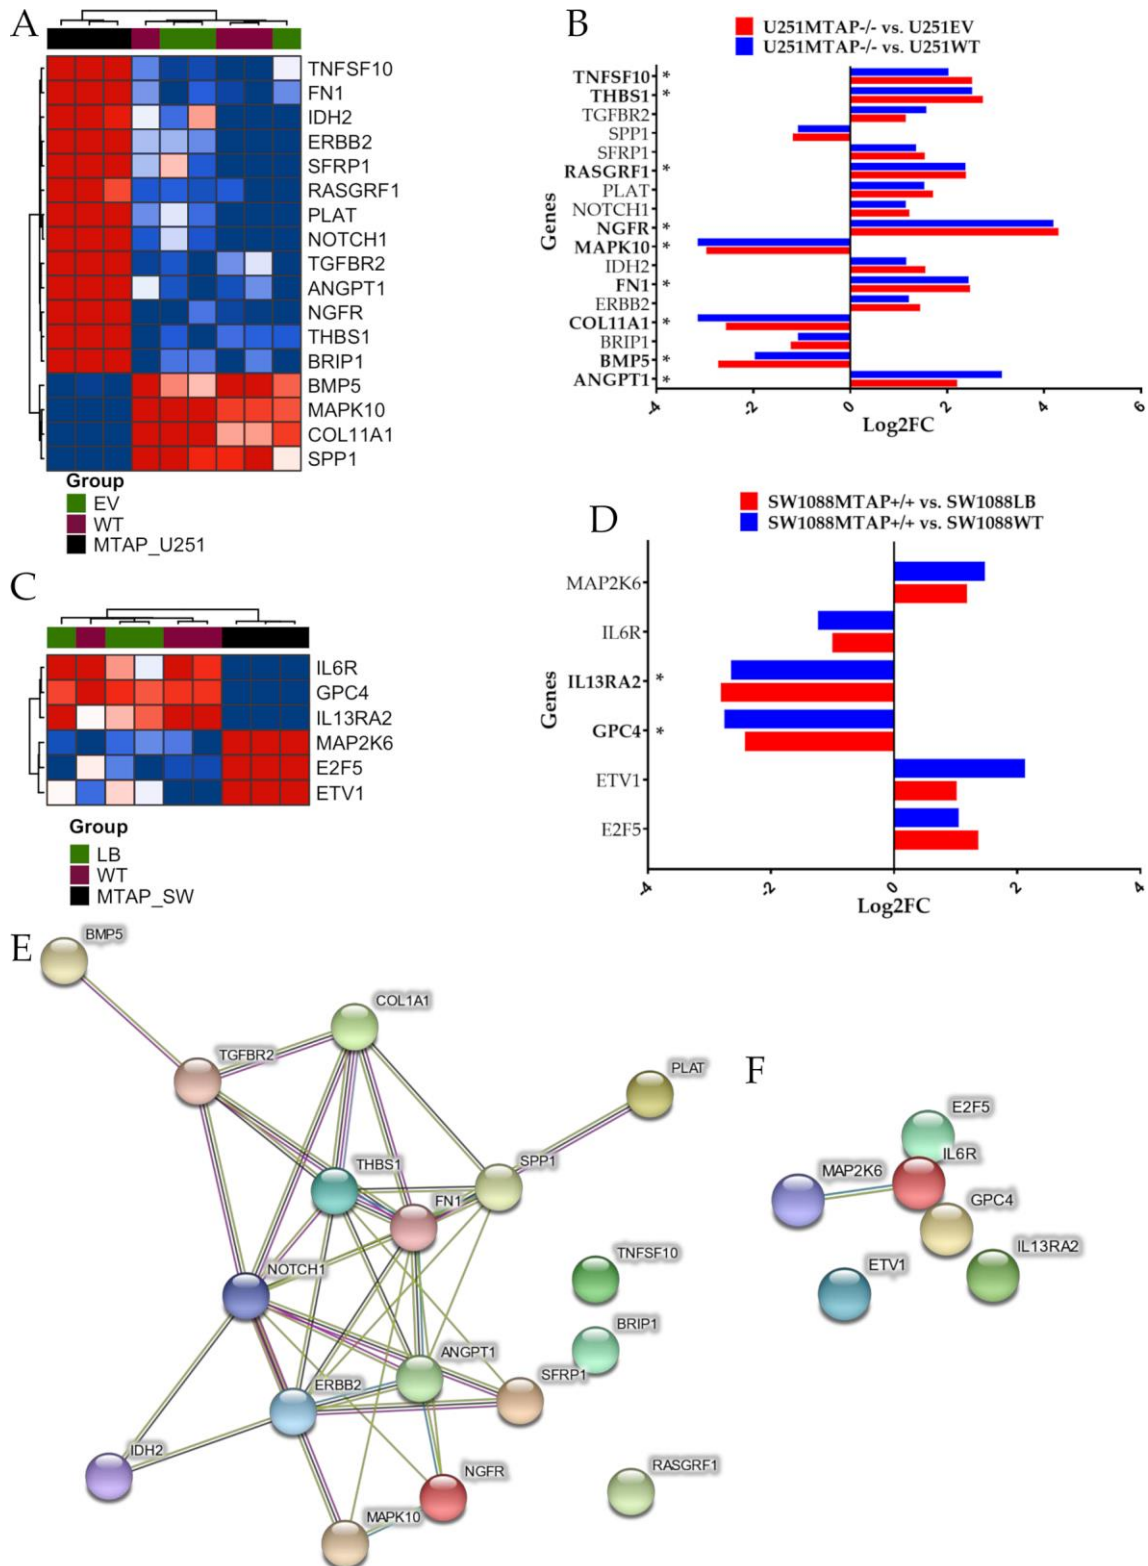 A
TNFSF10
FN1
IDH2
ERBB2
SFRP1
RASGRF1
PLAT
NOTCH1
TGFBR2
ANGPT1
NGFR
THBS1
BRIP1
BMP5
MAPK10
COL11A1
SPP1
Group
EV
WT
MTAP_U251
B
U251MTAP-/- vs. U251EV
U251MTAP-/- vs. U251WT
Genes
TNFSF10 *
THBS1 *
TGFBR2
SPP1
SFRP1
RASGRF1 *
PLAT
NOTCH1
NGFR *
MAPK10 *
IDH2
FN1 *
ERBB2
COL11A1 *
BRIP1
BMP5 *
ANGPT1 *
-4 -2 0 2 4 6
Log2FC
C
IL6R
GPC4
IL13RA2
MAP2K6
E2F5
ETV1
Group
LB
WT
MTAP_SW
D
SW1088MTAP+/+ vs. SW1088LB
SW1088MTAP+/+ vs. SW1088WT
Genes
MAP2K6
IL6R
IL13RA2 *
GPC4 *
ETV1
E2F5
-4 -2 0 2 4
Log2FC
E
BMP5
COL1A1
TGFBR2
PLAT
THBS1
SPP1
FN1
TNFSF10
NOTCH1
BRIP1
ANGPT1
SFRP1
ERBB2
IDH2
NGFR
RASGRF1
MAPK10
F
E2F5
IL6R
MAP2K6
GPC4
IL13RA2
ETV1